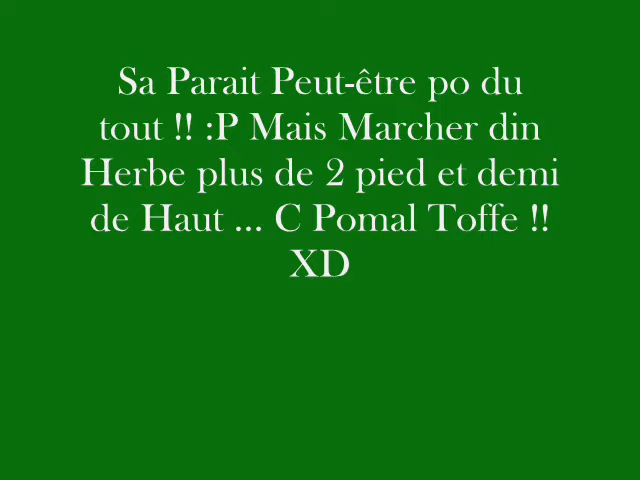 Sa Parait Peut-être po du
tout !! :P Mais Marcher din
Herbe plus de 2 pied et demi
de Haut ... C Pomal Toffe !!
XD